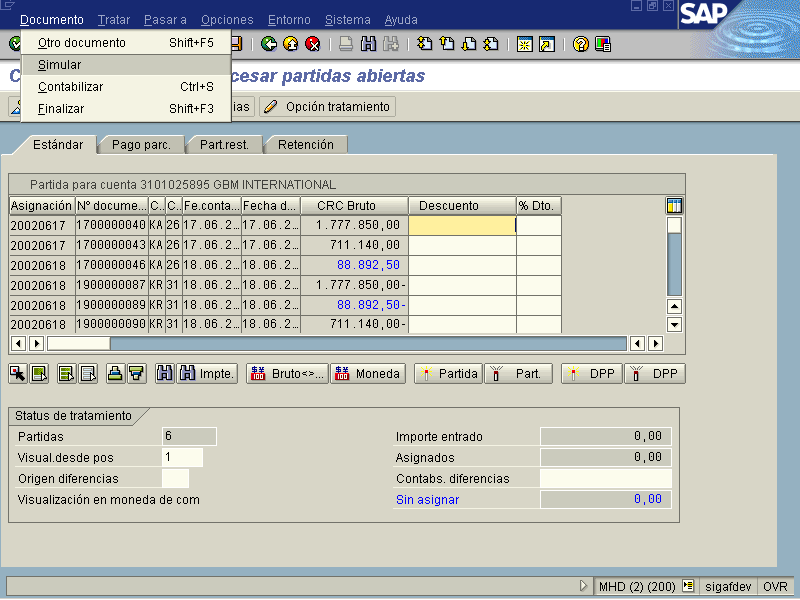 Documento Tratar Pasar a Opciones Entorno Sistema Ayuda
SAP
Otro documento Shift+F5
Simular
Contabilizar Ctrl+S
Finalizar Shift+F3
C cesar partidas abiertas
ias Opción tratamiento
Estándar Pago parc. Part.rest. Retención
Partida para cuenta 3101025895 GBM INTERNATIONAL
Asignación Nº docume... C.. C.. Fe.conta... Fecha d... CRC Bruto Descuento % Dto.
20020617 1700000040 KA 26 17.06.2… 17.06.2… 1.777.850,00
20020617 1700000043 KA 26 17.06.2… 17.06.2… 711.140,00
20020618 1700000046 KA 26 18.06.2… 18.06.2… 88.892,50
20020618 1900000087 KR 31 18.06.2… 18.06.2… 1.777.850,00-
20020618 1900000089 KR 31 18.06.2… 18.06.2… 88.892,50-
20020618 1900000090 KR 31 18.06.2… 18.06.2… 711.140,00-
Impte. Bruto<>... Moneda Partida Part. DPP DPP
Status de tratamiento
Partidas 6 Importe entrado 0,00
Visual.desde pos 1 Asignados 0,00
Origen diferencias Contabs. diferencias
Visualización en moneda de com Sin asignar 0,00
MHD (2) (200) sigafdev OVR